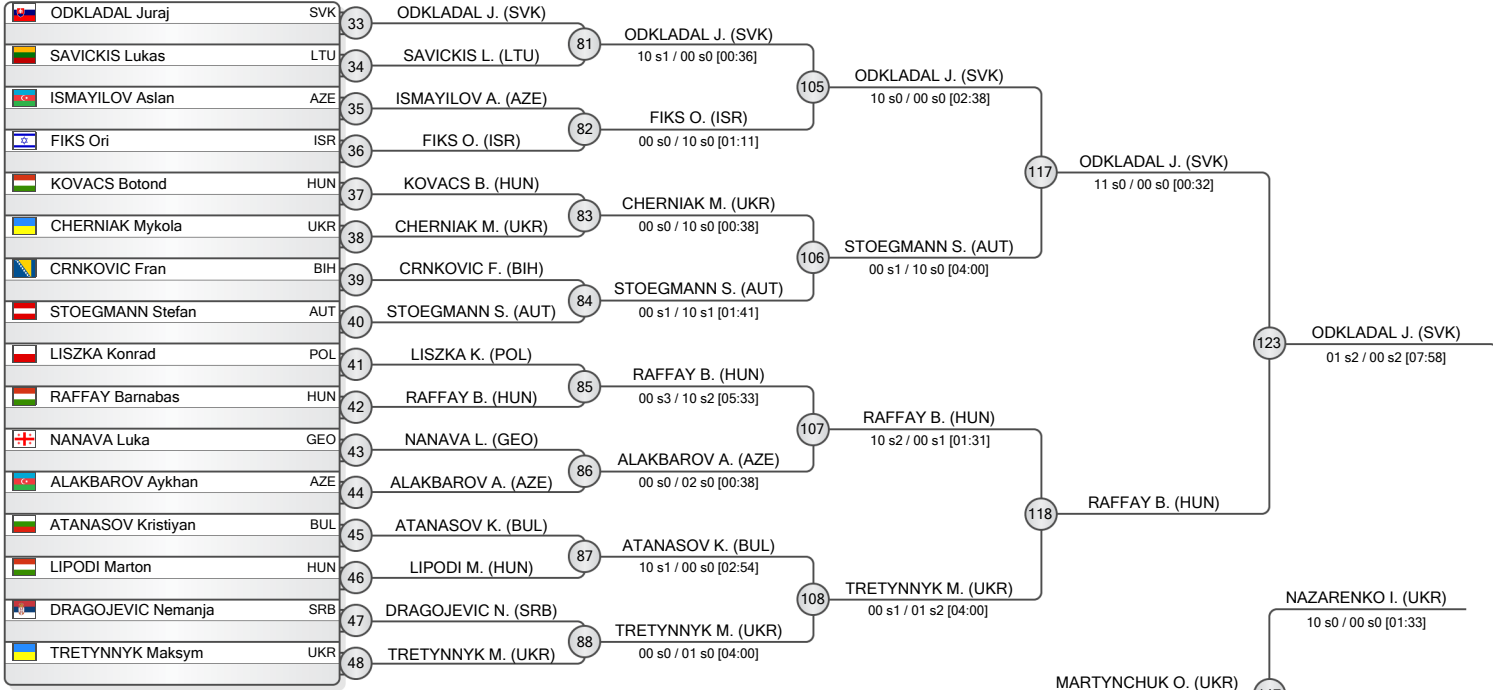 ODKLADAL Juraj SVK
SAVICKIS Lukas LTU
ISMAYILOV Aslan AZE
FIKS Ori ISR
KOVACS Botond HUN
CHERNIAK Mykola UKR
CRNKOVIC Fran BIH
STOEGMANN Stefan AUT
LISZKA Konrad POL
RAFFAY Barnabas HUN
NANAVA Luka GEO
ALAKBAROV Aykhan AZE
ATANASOV Kristiyan BUL
LIPODI Marton HUN
DRAGOJEVIC Nemanja SRB
TRETYNNYK Maksym UKR
33 ODKLADAL J. (SVK)
34 SAVICKIS L. (LTU)
35 ISMAYILOV A. (AZE)
36 FIKS O. (ISR)
37 KOVACS B. (HUN)
38 CHERNIAK M. (UKR)
39 CRNKOVIC F. (BIH)
40 STOEGMANN S. (AUT)
41 LISZKA K. (POL)
42 RAFFAY B. (HUN)
43 NANAVA L. (GEO)
44 ALAKBAROV A. (AZE)
45 ATANASOV K. (BUL)
46 LIPODI M. (HUN)
47 DRAGOJEVIC N. (SRB)
48 TRETYNNYK M. (UKR)
81 ODKLADAL J. (SVK)
10 s1 / 00 s0 [00:36]
82 FIKS O. (ISR)
00 s0 / 10 s0 [01:11]
83 CHERNIAK M. (UKR)
00 s0 / 10 s0 [00:38]
84 STOEGMANN S. (AUT)
00 s1 / 10 s1 [01:41]
85 RAFFAY B. (HUN)
00 s3 / 10 s2 [05:33]
86 ALAKBAROV A. (AZE)
00 s0 / 02 s0 [00:38]
87 ATANASOV K. (BUL)
10 s1 / 00 s0 [02:54]
88 TRETYNNYK M. (UKR)
00 s0 / 01 s0 [04:00]
105 ODKLADAL J. (SVK)
10 s0 / 00 s0 [02:38]
106 STOEGMANN S. (AUT)
00 s1 / 10 s0 [04:00]
107 RAFFAY B. (HUN)
10 s2 / 00 s1 [01:31]
108 TRETYNNYK M. (UKR)
00 s1 / 01 s2 [04:00]
117 ODKLADAL J. (SVK)
11 s0 / 00 s0 [00:32]
118 RAFFAY B. (HUN)
123 ODKLADAL J. (SVK)
01 s2 / 00 s2 [07:58]
NAZARENKO I. (UKR)
10 s0 / 00 s0 [01:33]
MARTYNCHUK O. (UKR)